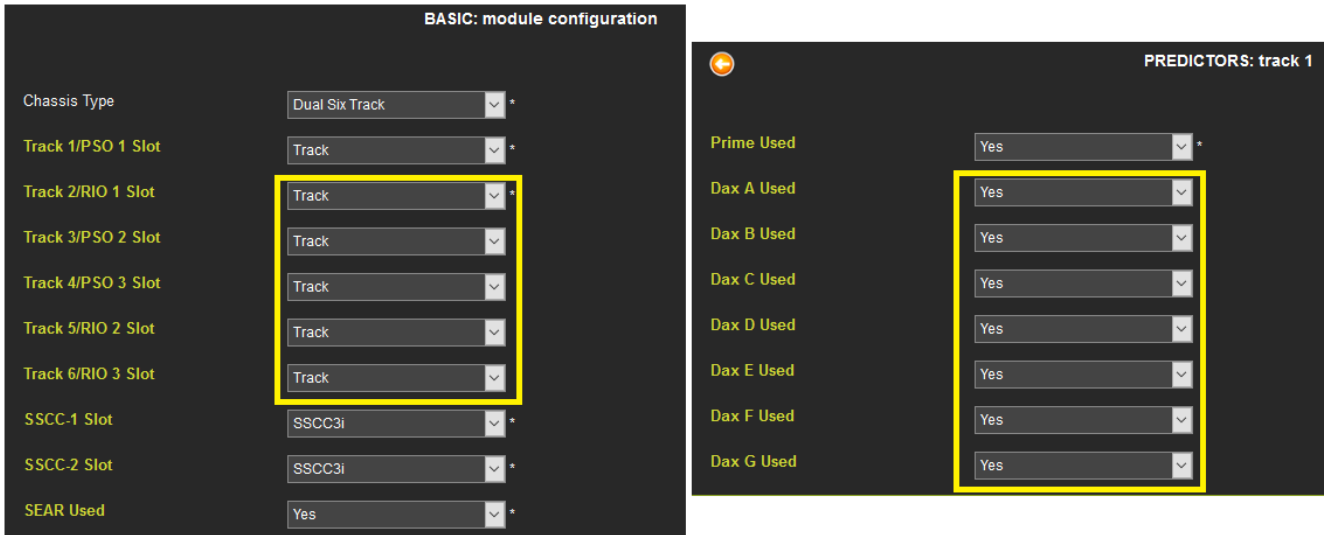 BASIC: module configuration
Chassis Type Dual Six Track *
Track 1/PSO 1 Slot Track *
Track 2/RIO 1 Slot Track *
Track 3/PSO 2 Slot Track
Track 4/PSO 3 Slot Track
Track 5/RIO 2 Slot Track
Track 6/RIO 3 Slot Track
SSCC-1 Slot SSCC3i *
SSCC-2 Slot SSCC3i *
SEAR Used Yes *
PREDICTORS: track 1
Prime Used Yes *
Dax A Used Yes
Dax B Used Yes
Dax C Used Yes
Dax D Used Yes
Dax E Used Yes
Dax F Used Yes
Dax G Used Yes